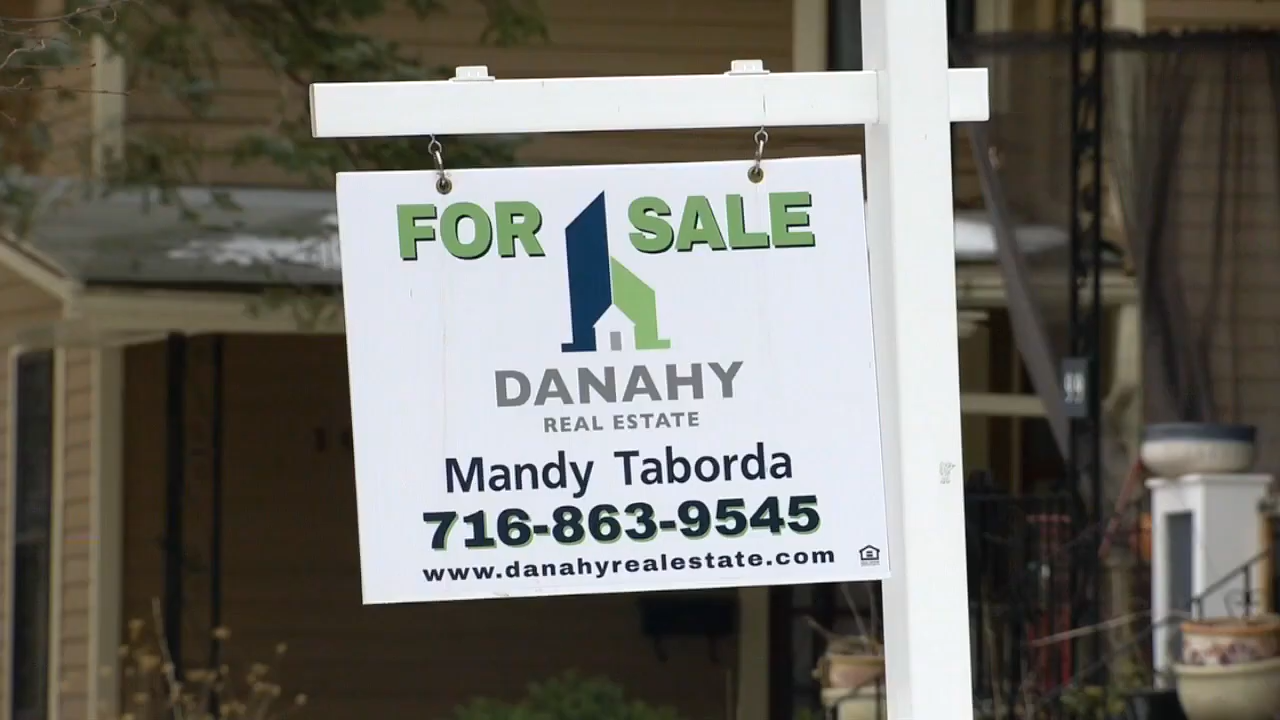 FOR SALE
DANAHY
REAL ESTATE
Mandy Taborda
716-863-9545
www.danahyrealestate.com